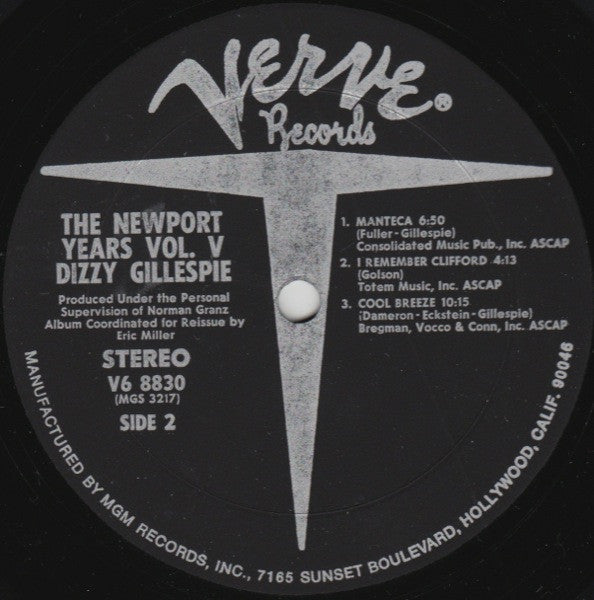 Verve®
Records
THE NEWPORT
YEARS VOL. V
DIZZY GILLESPIE
Produced Under the Personal
Supervision of Norman Granz
Album Coordinated for Reissue by
Eric Miller
STEREO
V6 8830
(MGS 3217)
SIDE 2
1. MANTECA 6:50
(Fuller-Gillespie)
Consolidated Music Pub., Inc. ASCAP
2. I REMEMBER CLIFFORD 4:13
(Golson)
Totem Music, Inc. ASCAP
3. COOL BREEZE 10:15
(Dameron-Eckstein-Gillespie)
Bregman, Vocco & Conn, Inc. ASCAP
MANUFACTURED BY MGM RECORDS, INC., 7165 SUNSET BOULEVARD, HOLLYWOOD, CALIF. 90046